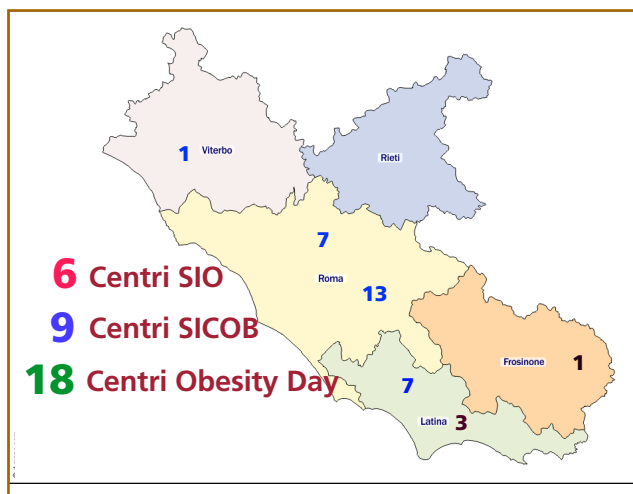 1 Viterbo
Rieti
7
Roma
6 Centri SIO
13
9 Centri SICOB
Frosinone 1
18 Centri Obesity Day
7
Latina 3